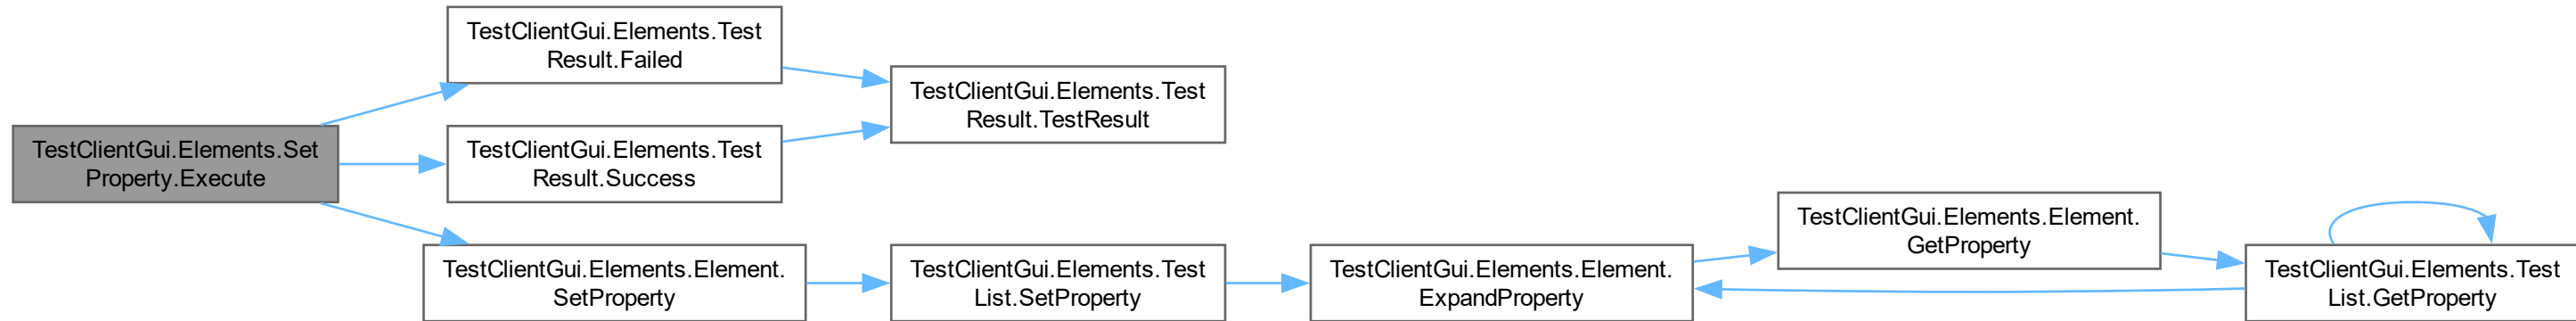 TestClientGui.Elements.Set
Property.Execute
TestClientGui.Elements.Test
Result.Failed
TestClientGui.Elements.Test
Result.Success
TestClientGui.Elements.Element.
SetProperty
TestClientGui.Elements.Test
Result.TestResult
TestClientGui.Elements.Test
List.SetProperty
TestClientGui.Elements.Element.
ExpandProperty
TestClientGui.Elements.Element.
GetProperty
TestClientGui.Elements.Test
List.GetProperty